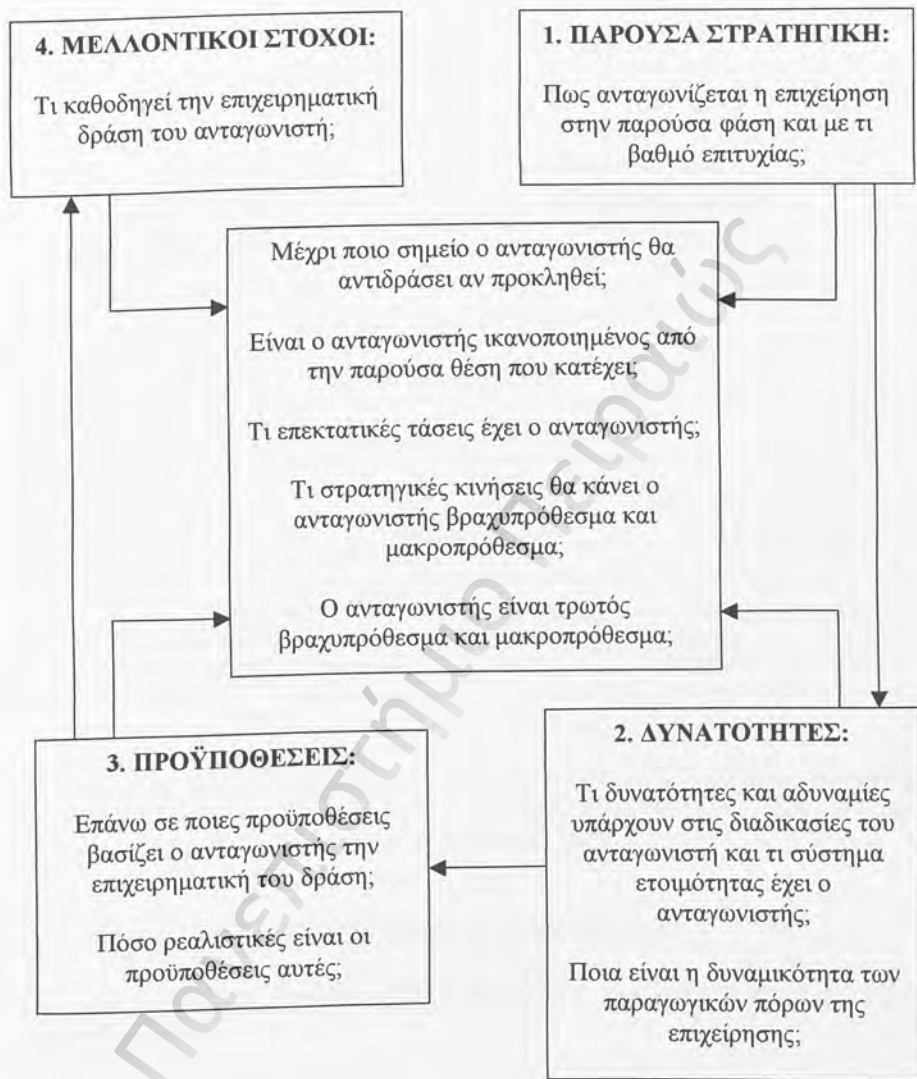 4. ΜΕΛΛΟΝΤΙΚΟΙ ΣΤΟΧΟΙ:
Τι καθοδηγεί την επιχειρηματική
δράση του ανταγωνιστή;
1. ΠΑΡΟΥΣΑ ΣΤΡΑΤΗΓΙΚΗ:
Πως ανταγωνίζεται η επιχείρηση
στην παρούσα φάση και με τι
βαθμό επιτυχίας;
Μέχρι ποιο σημείο ο ανταγωνιστής θα
αντιδράσει αν προκληθεί;
Είναι ο ανταγωνιστής ικανοποιημένος από
την παρούσα θέση που κατέχει;
Τι επεκτατικές τάσεις έχει ο ανταγωνιστής;
Τι στρατηγικές κινήσεις θα κάνει ο
ανταγωνιστής βραχυπρόθεσμα και
μακροπρόθεσμα;
Ο ανταγωνιστής είναι τρωτός
βραχυπρόθεσμα και μακροπρόθεσμα;
3. ΠΡΟΫΠΟΘΕΣΕΙΣ:
Επάνω σε ποιες προϋποθέσεις
βασίζει ο ανταγωνιστής την
επιχειρηματική του δράση;
Πόσο ρεαλιστικές είναι οι
προϋποθέσεις αυτές;
2. ΔΥΝΑΤΟΤΗΤΕΣ:
Τι δυνατότητες και αδυναμίες
υπάρχουν στις διαδικασίες του
ανταγωνιστή και τι σύστημα
ετοιμότητας έχει ο
ανταγωνιστής;
Ποια είναι η δυναμικότητα των
παραγωγικών πόρων της
επιχείρησης;
Πανεπιστήμιο Πειραιώς